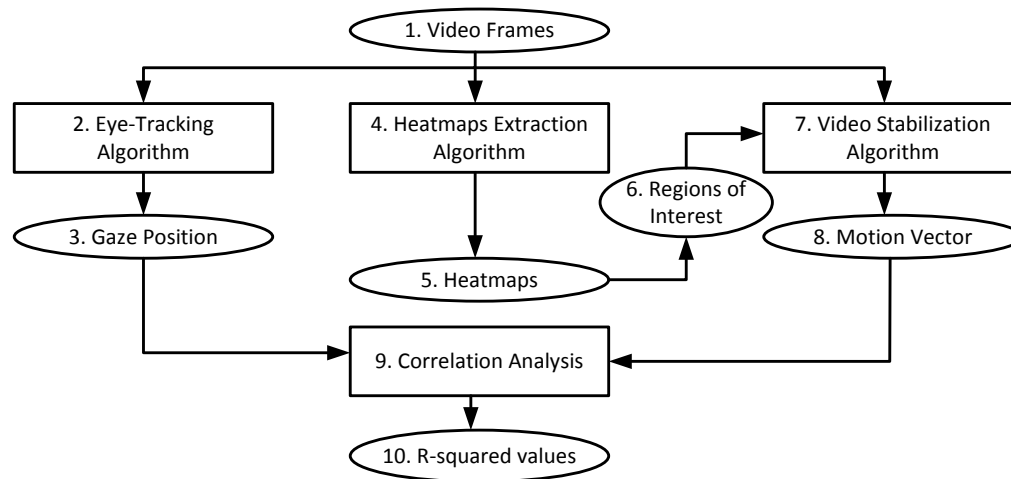 1. Video Frames
2. Eye-Tracking
Algorithm
3. Gaze Position
4. Heatmaps Extraction
Algorithm
5. Heatmaps
6. Regions of
Interest
7. Video Stabilization
Algorithm
8. Motion Vector
9. Correlation Analysis
10. R-squared values